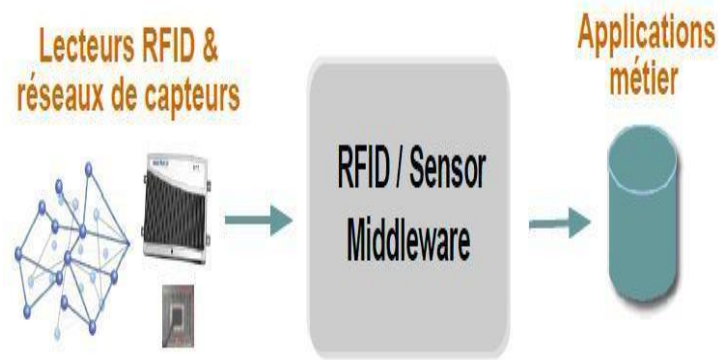 Lecteurs RFID &
réseaux de capteurs
RFID / Sensor
Middleware
Applications
métier